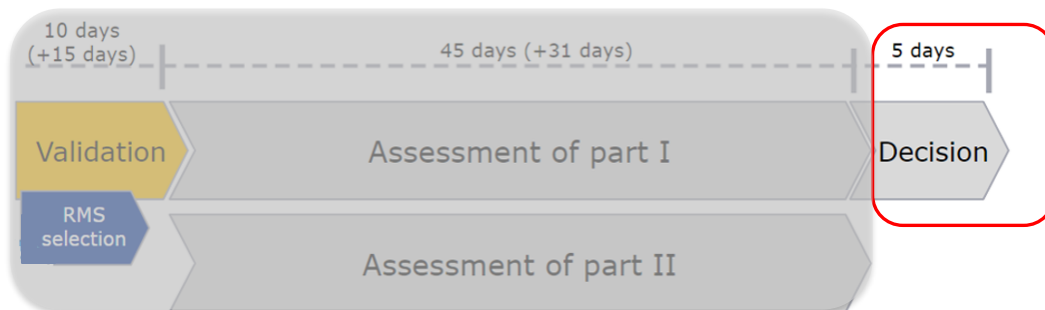 10 days
(+15 days)
45 days (+31 days)
5 days
Validation
Assessment of part I
Decision
RMS
selection
Assessment of part II